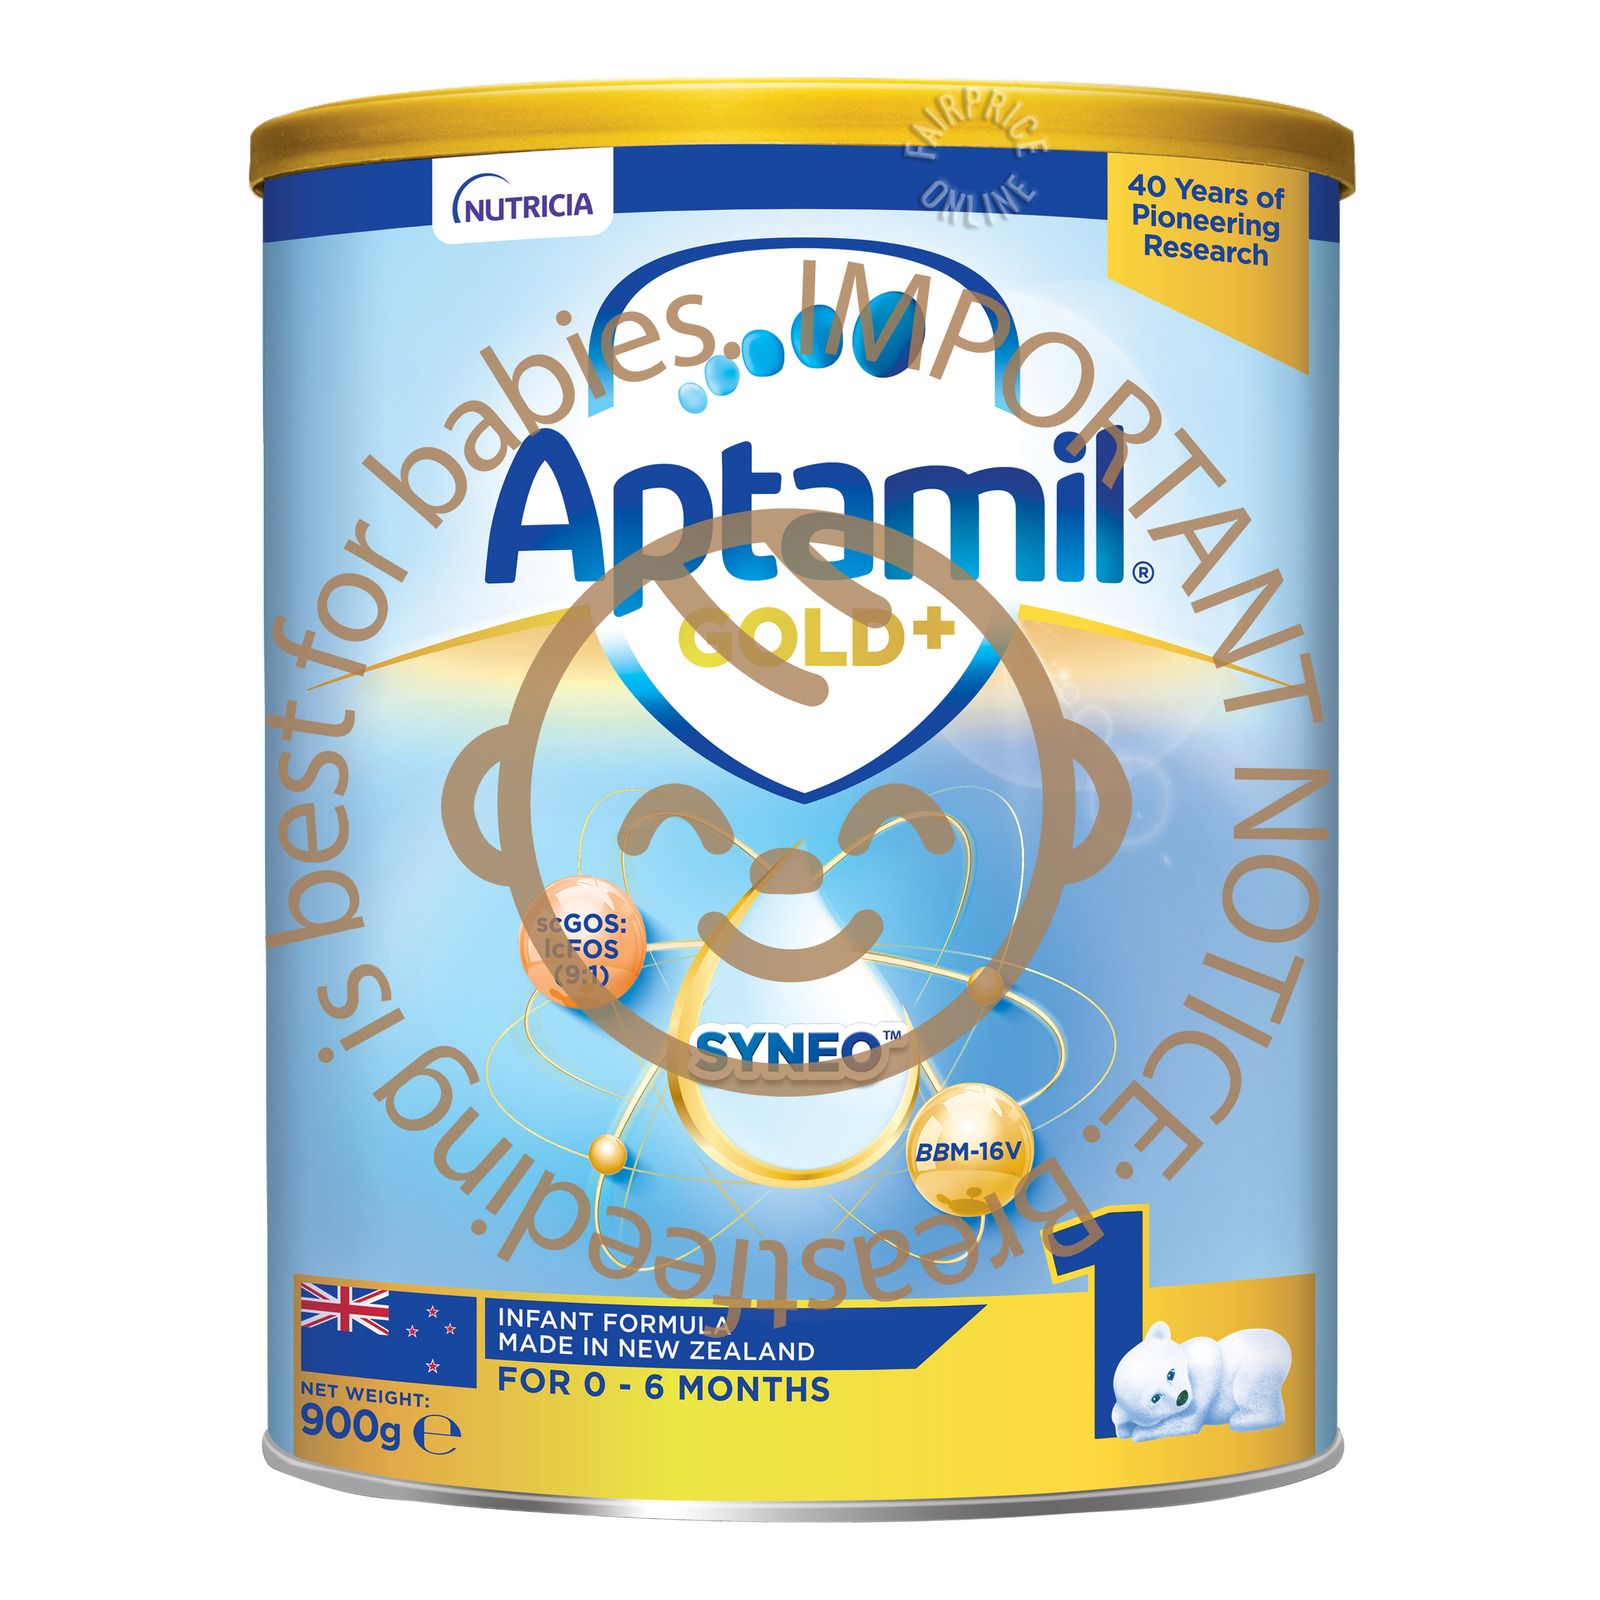 FAIRPRICE
ONLINE
NUTRICIA
40 Years of
Pioneering
Research
IMPORTANT NOTICE: Breastfeeding is best for babies.
Aptamil®
GOLD+
scGOS:
lcFOS
(9:1)
SYNEO™
BBM-16V
1
INFANT FORMULA
MADE IN NEW ZEALAND
FOR 0 - 6 MONTHS
NET WEIGHT:
900g ℮